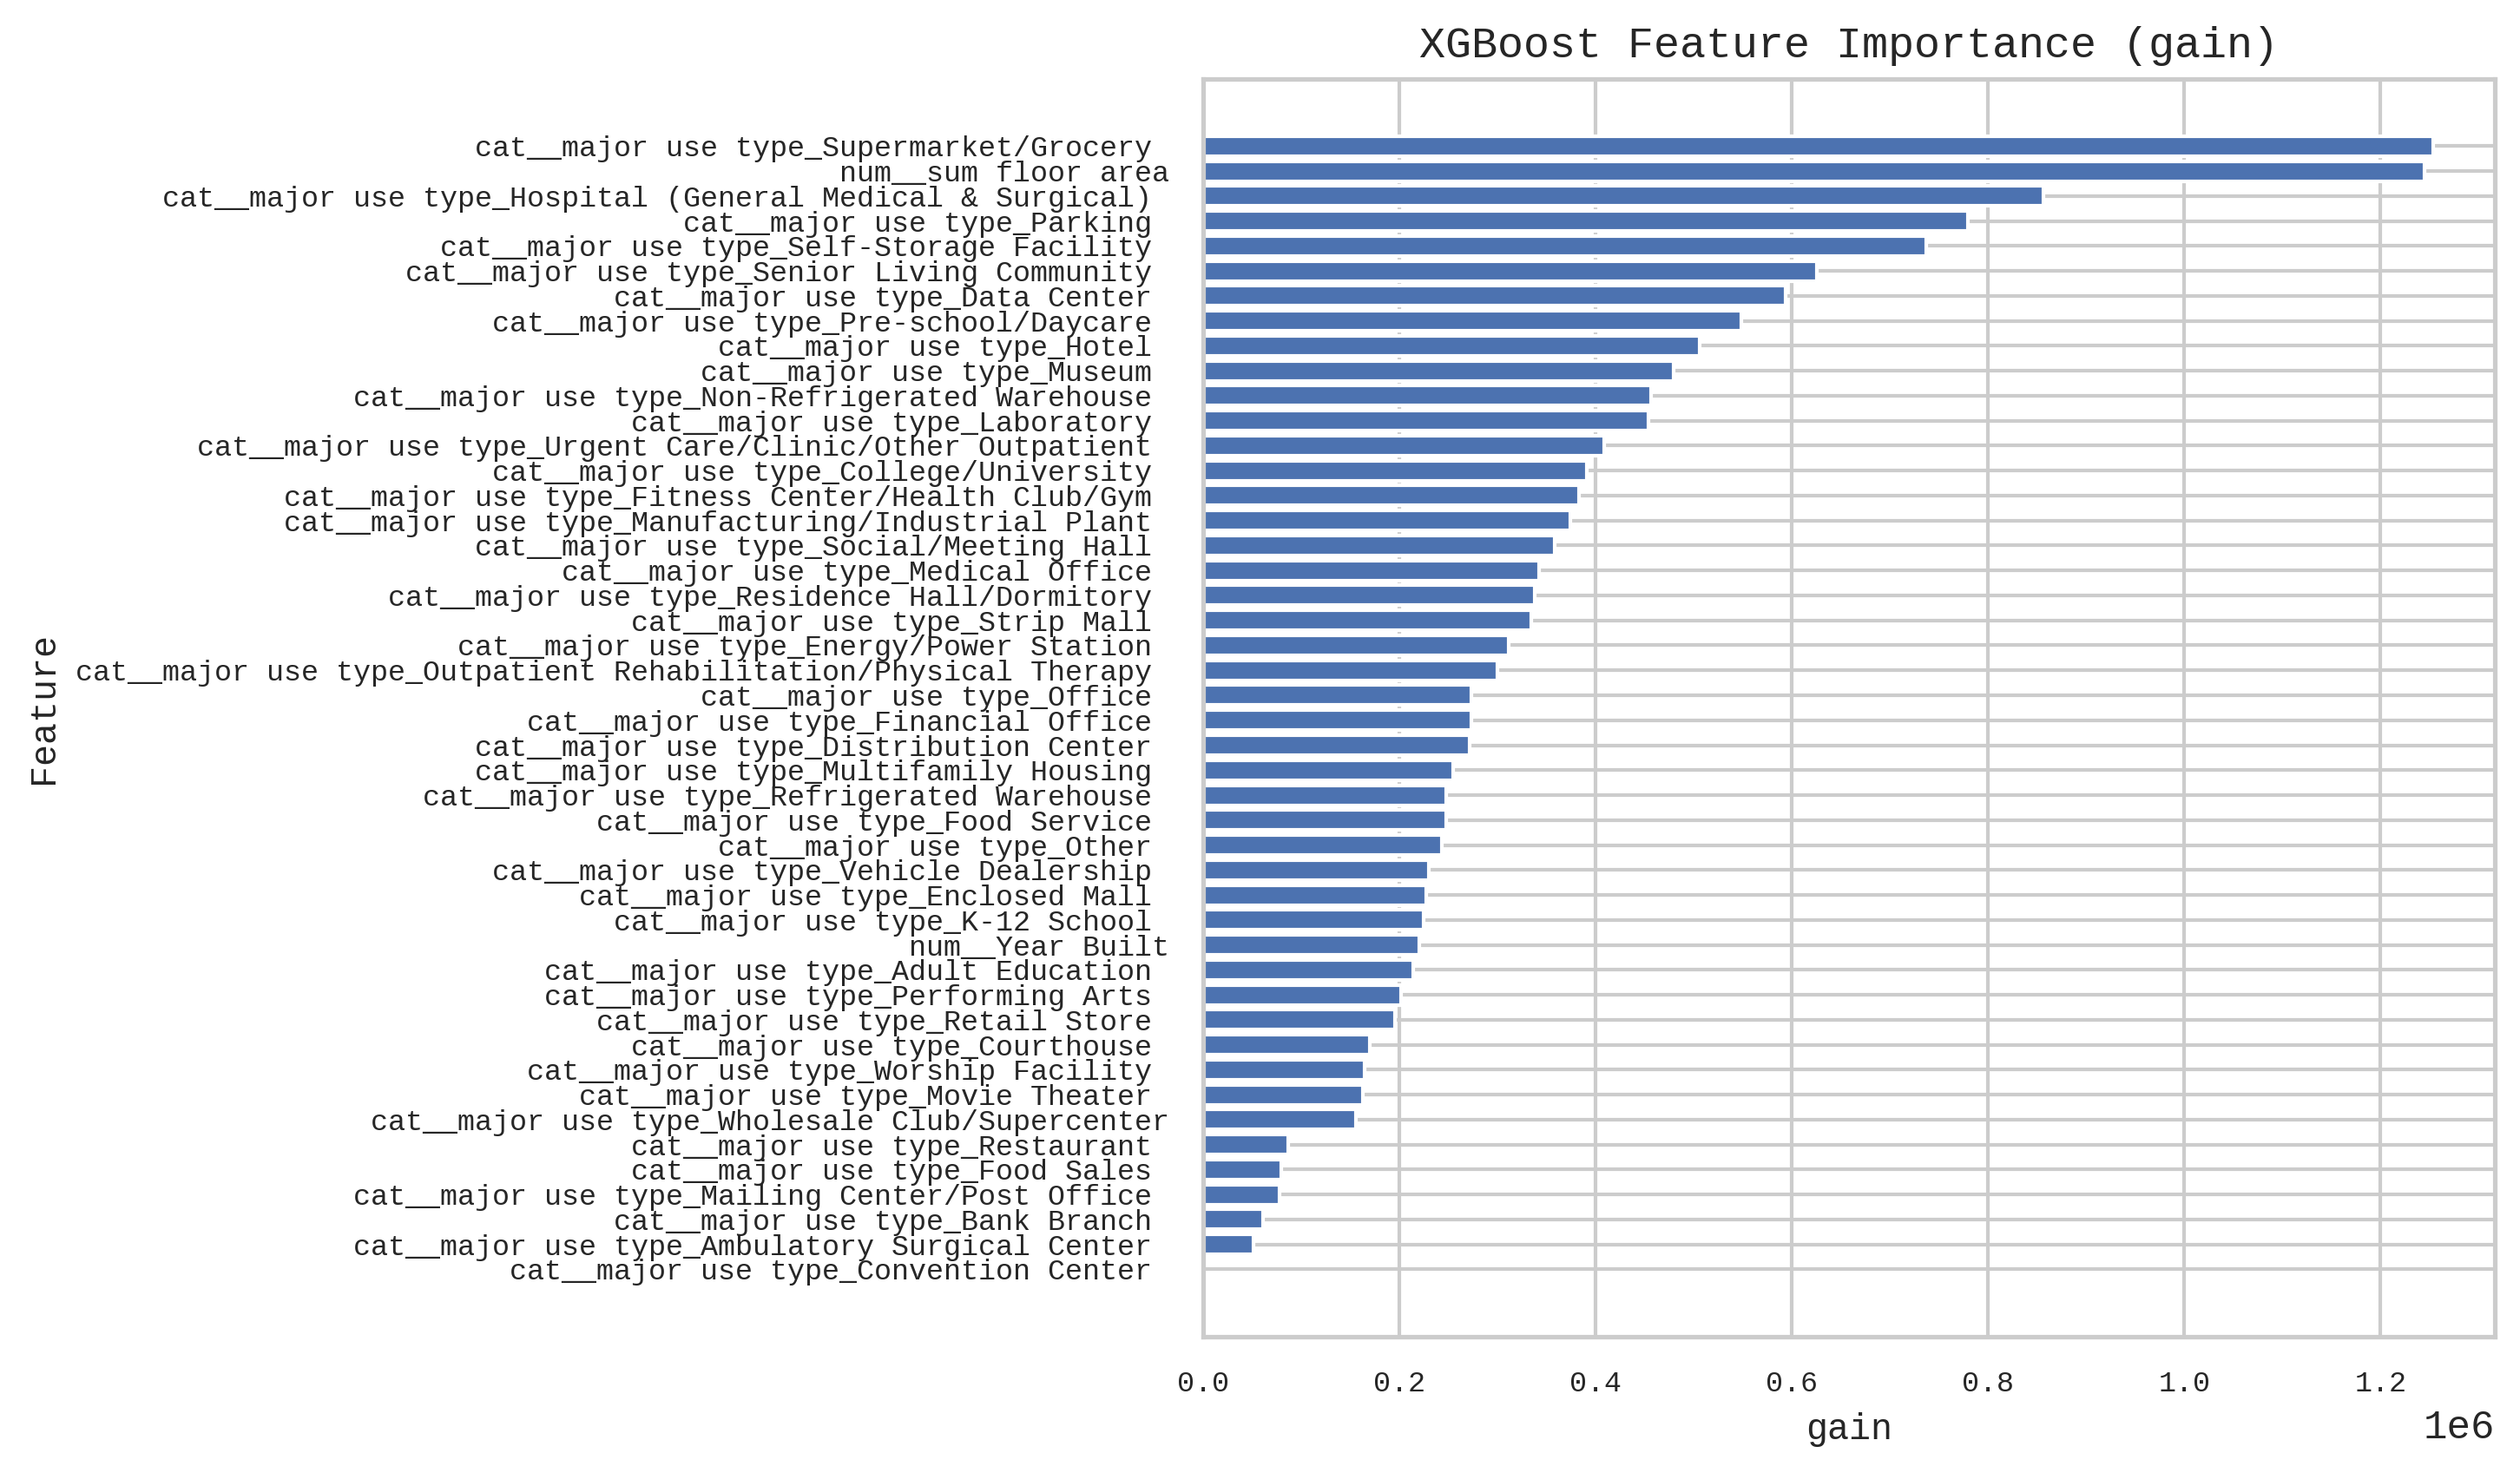 XGBoost Feature Importance (gain)
cat__major use type_Supermarket/Grocery
num__sum floor area
cat__major use type_Hospital (General Medical & Surgical)
cat__major use type_Parking
cat__major use type_Self-Storage Facility
cat__major use type_Senior Living Community
cat__major use type_Data Center
cat__major use type_Pre-school/Daycare
cat__major use type_Hotel
cat__major use type_Museum
cat__major use type_Non-Refrigerated Warehouse
cat__major use type_Laboratory
cat__major use type_Urgent Care/Clinic/Other Outpatient
cat__major use type_College/University
cat__major use type_Fitness Center/Health Club/Gym
cat__major use type_Manufacturing/Industrial Plant
cat__major use type_Social/Meeting Hall
cat__major use type_Medical Office
cat__major use type_Residence Hall/Dormitory
cat__major use type_Strip Mall
cat__major use type_Energy/Power Station
cat__major use type_Outpatient Rehabilitation/Physical Therapy
cat__major use type_Office
cat__major use type_Financial Office
cat__major use type_Distribution Center
cat__major use type_Multifamily Housing
cat__major use type_Refrigerated Warehouse
cat__major use type_Food Service
cat__major use type_Other
cat__major use type_Vehicle Dealership
cat__major use type_Enclosed Mall
cat__major use type_K-12 School
num__Year Built
cat__major use type_Adult Education
cat__major use type_Performing Arts
cat__major use type_Retail Store
cat__major use type_Courthouse
cat__major use type_Worship Facility
cat__major use type_Movie Theater
cat__major use type_Wholesale Club/Supercenter
cat__major use type_Restaurant
cat__major use type_Food Sales
cat__major use type_Mailing Center/Post Office
cat__major use type_Bank Branch
cat__major use type_Ambulatory Surgical Center
cat__major use type_Convention Center
Feature
0.0 0.2 0.4 0.6 0.8 1.0 1.2
gain
1e6